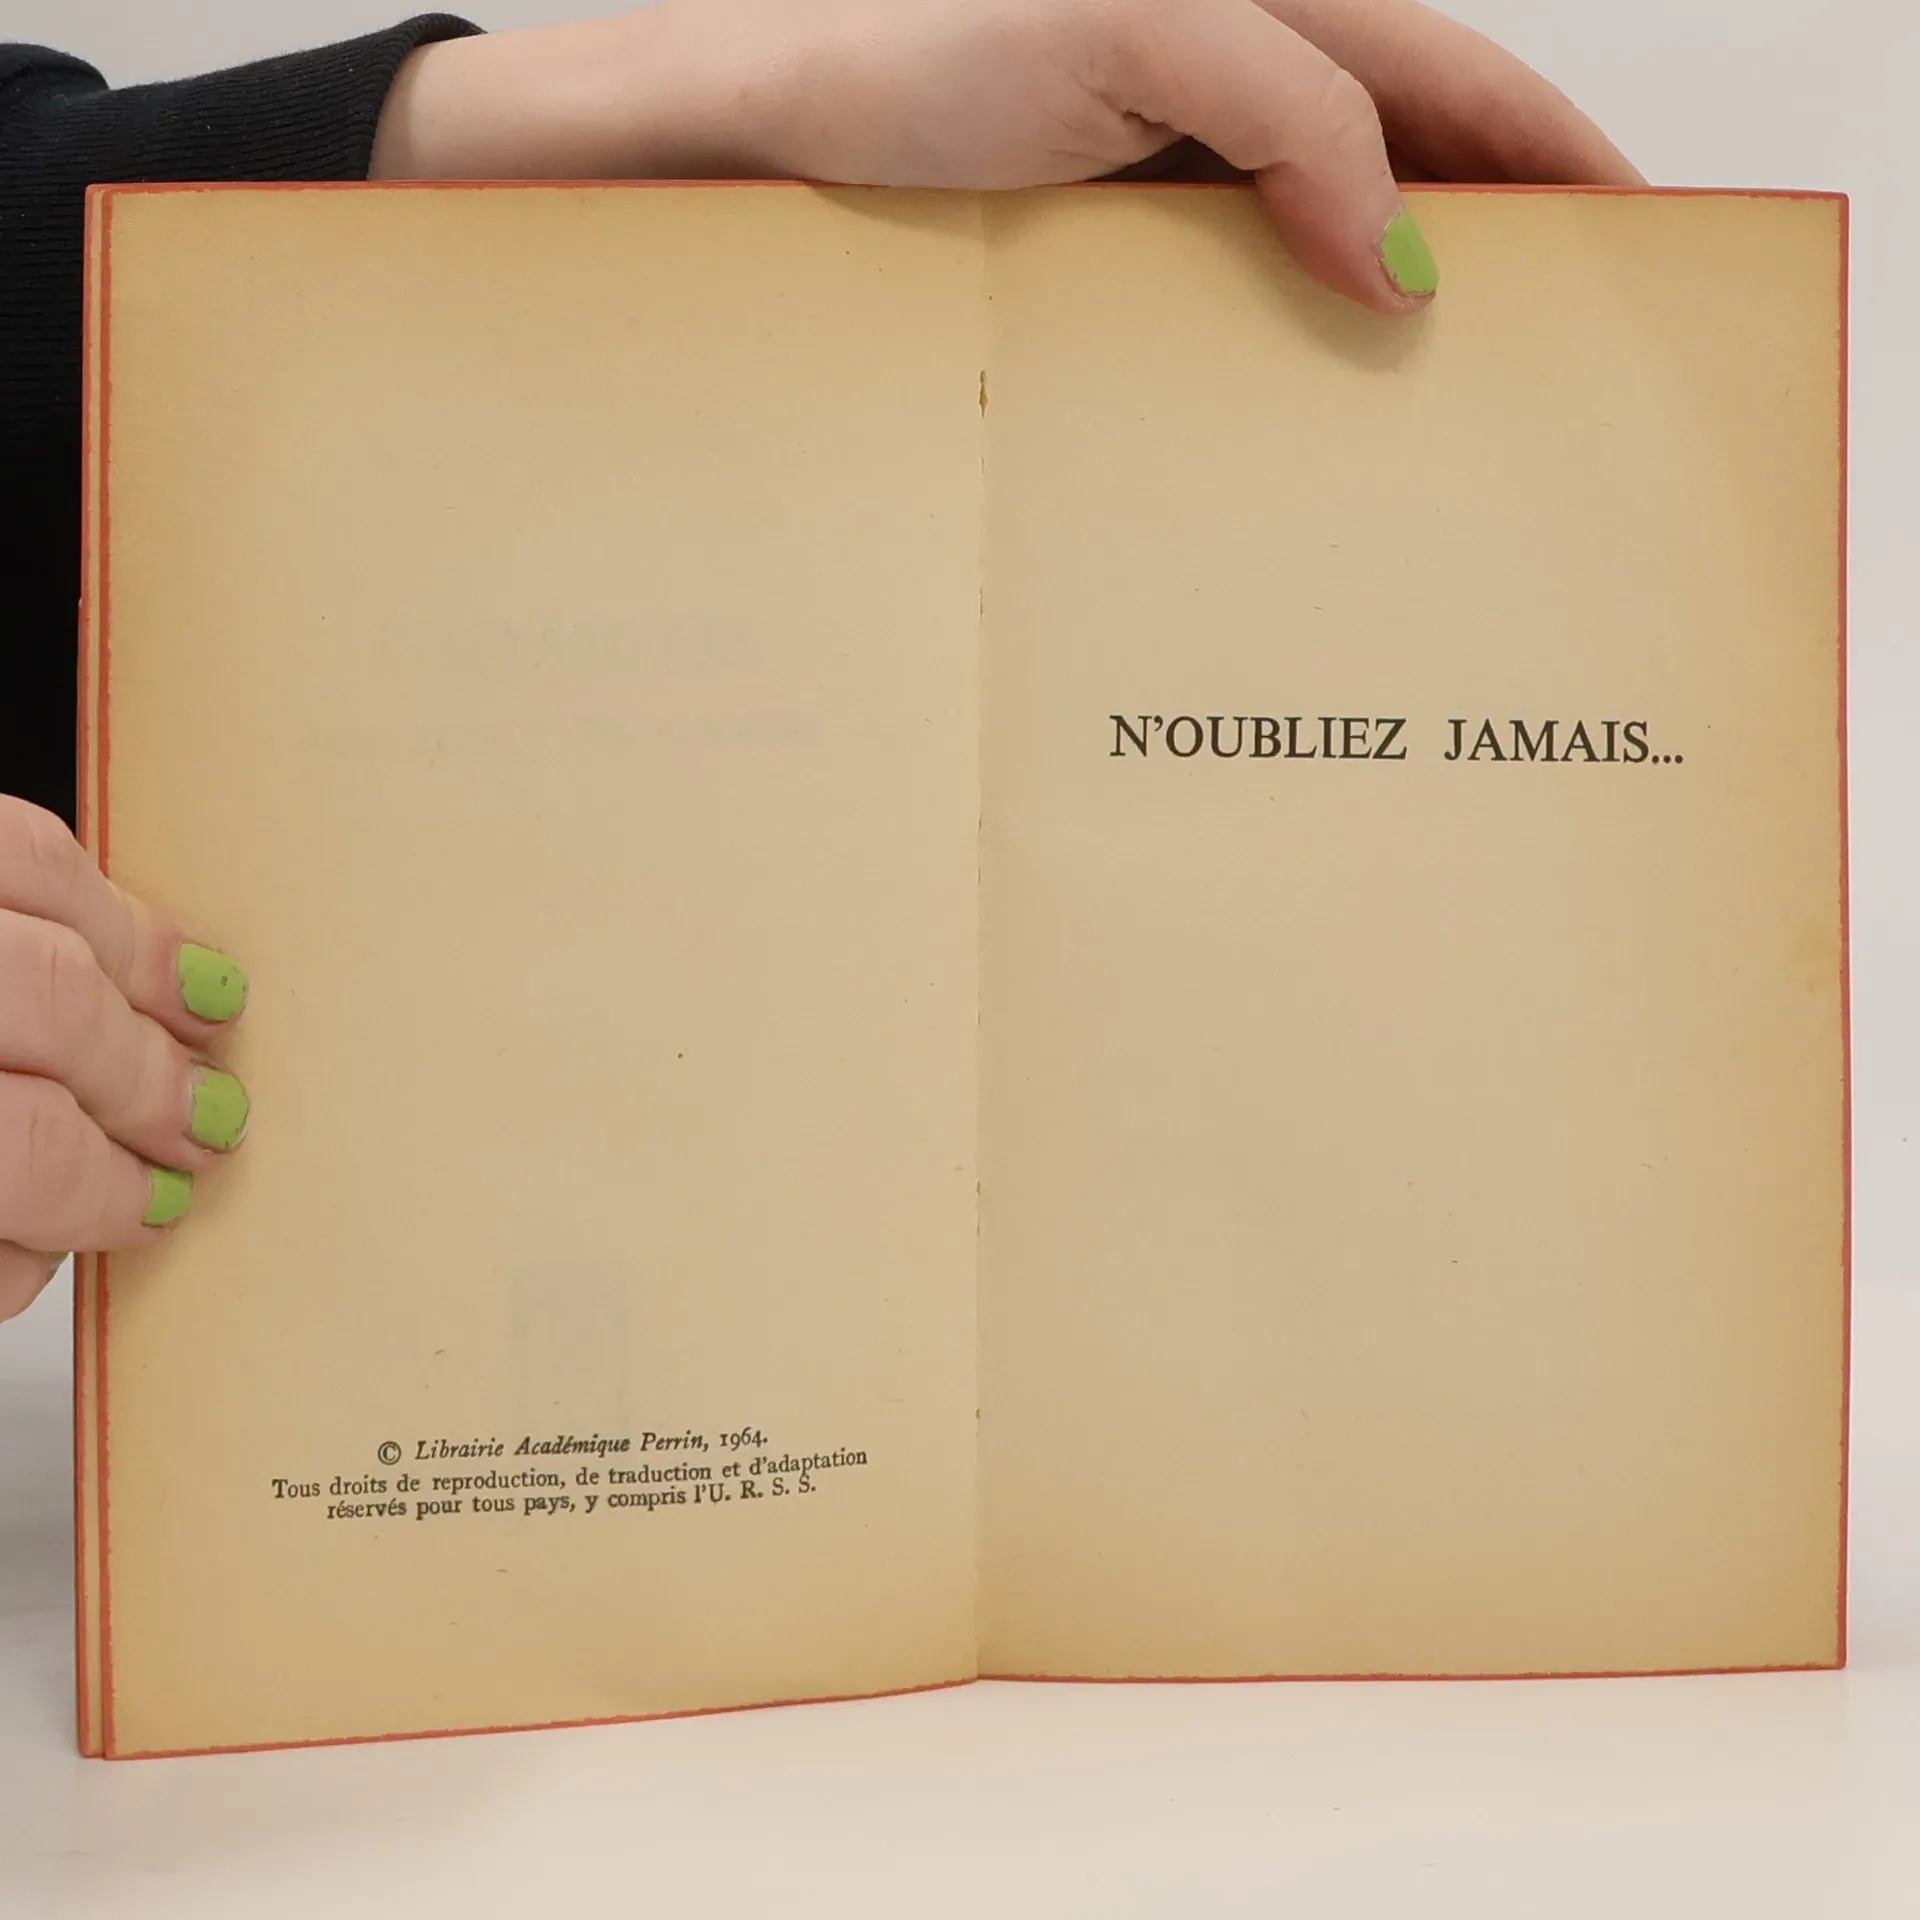 © Librairie Académique Perrin, 1964.
Tous droits de reproduction, de traduction et d'adaptation
réservés pour tous pays, y compris l'U. R. S. S.
N'OUBLIEZ JAMAIS...